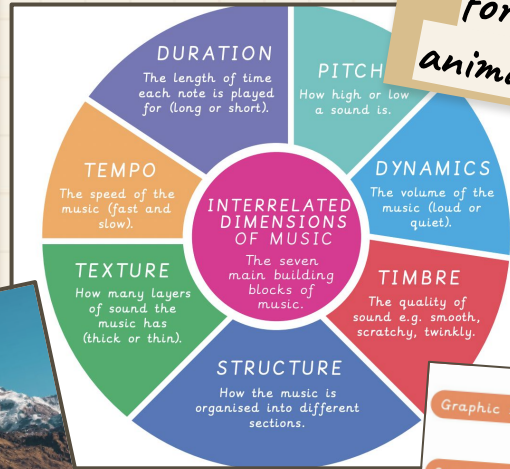 for
DURATION
The length of time
each note is played
for (long or short).
PITCH
How high or low
a sound is.
TEMPO
The speed of the
music (fast and
slow).
DYNAMICS
The volume of the
music (loud or
quiet).
INTERRELATED
DIMENSIONS
OF MUSIC
The seven
main building
blocks of
music.
TEXTURE
How many layers
of sound the
music has
(thick or thin).
TIMBRE
The quality of
sound e.g. smooth,
scratchy, twinkly.
STRUCTURE
How the music is
organised into different
sections.
Graphic